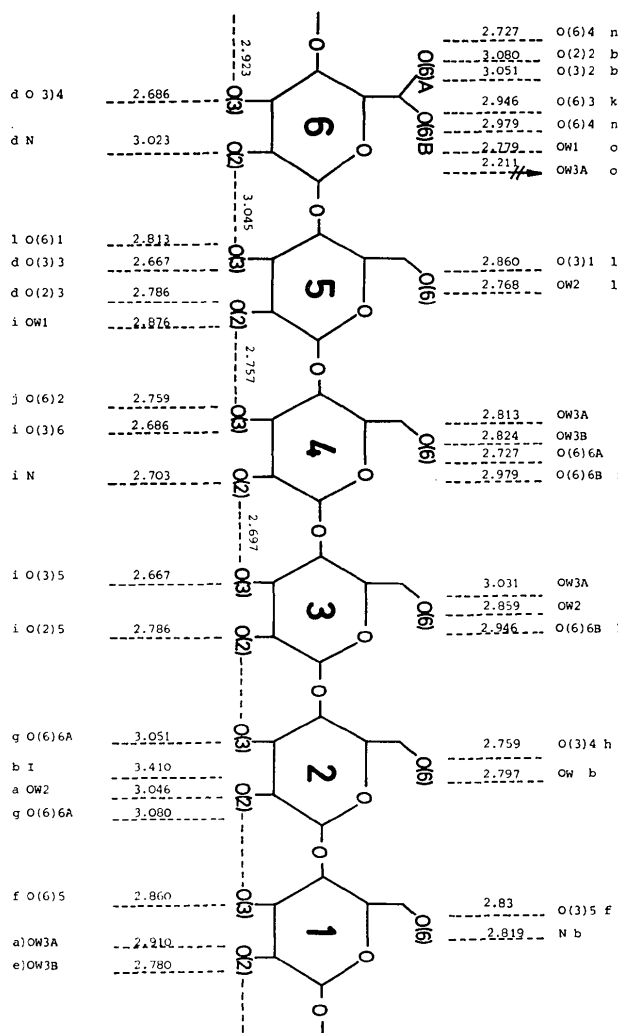 2.727 O(6)4 n
O 3.080 O(2)2 b
O(6)A 3.051 O(3)2 b
2.923
d O 3)4 2.686 O(3) 2.946 O(6)3 k
6 O(6)B 2.979 O(6)4 n
d N 3.023 O(2) O 2.779 OW1 o
2.211 OW3A o
O
3.045
l O(6)1 2.813
d O(3)3 2.667 O(3) 2.860 O(3)1 l
5 O(6)
d O(2)3 2.786 O(2) O 2.768 OW2 l
i OW1 2.876
O
2.757
j O(6)2 2.759 O(3) 2.813 OW3A
i O(3)6 2.686 2.824 OW3B
4 O(6) 2.727 O(6)6A
i N 2.703 O(2) O 2.979 O(6)6B
O
2.697
i O(3)5 2.667 O(3) 3.031 OW3A
3 O(6) 2.859 OW2
i O(2)5 2.786 O(2) O 2.946 O(6)6B
O
g O(6)6A 3.051 O(3) 2.759 O(3)4 h
b I 3.410 2 O(6) 2.797 OW b
a OW2 3.046 O(2) O
g O(6)6A 3.080
O
f O(6)5 2.860 O(3) 2.83 O(3)5 f
1 O(6) 2.819 N b
a)OW3A 2.910 O(2) O
e)OW3B 2.780
O